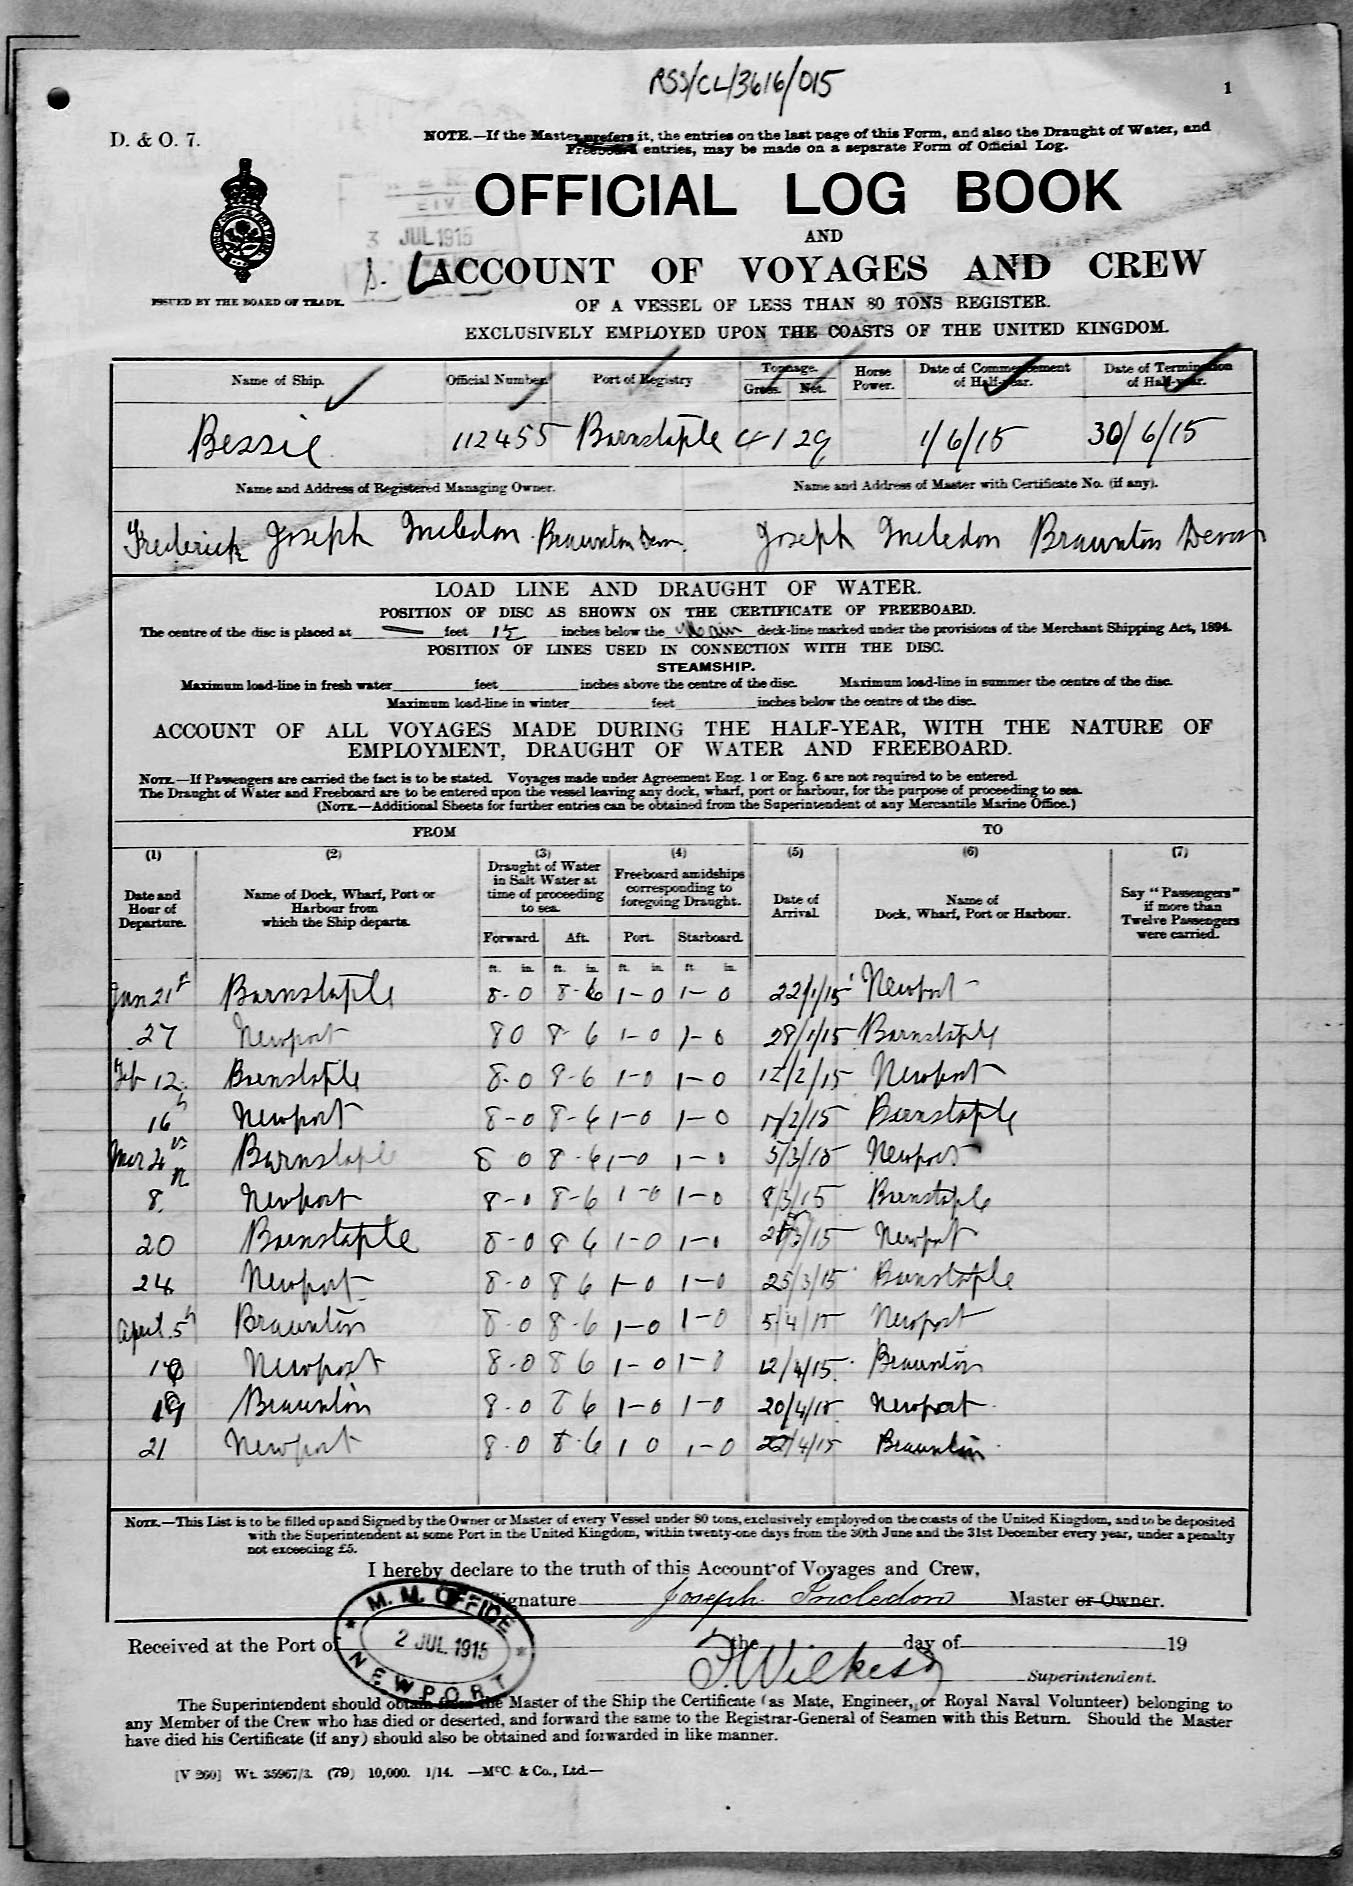 RSS/CL/3616/015
1
D. & O. 7.
NOTE.—If the Master prefers it, the entries on the last page of this Form, and also the Draught of Water, and
Freeboard entries, may be made on a separate Form of Official Log.
OFFICIAL LOG BOOK
3 JUL 1915
AND
ACCOUNT OF VOYAGES AND CREW
ISSUED BY THE BOARD OF TRADE.
OF A VESSEL OF LESS THAN 80 TONS REGISTER.
EXCLUSIVELY EMPLOYED UPON THE COASTS OF THE UNITED KINGDOM.
Name of Ship. Official Number. Port of Registry Tonnage. Gross. Net. Horse Power. Date of Commencement of Half-year. Date of Termination of Half-year.
Bessie 112455 Barnstaple 41 29 1/6/15 30/6/15
Name and Address of Registered Managing Owner. Name and Address of Master with Certificate No. (if any).
Frederick Joseph Incledon Braunton Devon. Joseph Incledon Braunton Devon
LOAD LINE AND DRAUGHT OF WATER.
POSITION OF DISC AS SHOWN ON THE CERTIFICATE OF FREEBOARD.
The centre of the disc is placed at — feet inches below the Main deck-line marked under the provisions of the Merchant Shipping Act, 1894.
POSITION OF LINES USED IN CONNECTION WITH THE DISC.
STEAMSHIP.
Maximum load-line in fresh water feet inches above the centre of the disc. Maximum load-line in summer the centre of the disc.
Maximum load-line in winter feet inches below the centre of the disc.
ACCOUNT OF ALL VOYAGES MADE DURING THE HALF-YEAR, WITH THE NATURE OF
EMPLOYMENT, DRAUGHT OF WATER AND FREEBOARD.
NOTE.—If Passengers are carried the fact is to be stated. Voyages made under Agreement Eng. 1 or Eng. 6 are not required to be entered.
The Draught of Water and Freeboard are to be entered upon the vessel leaving any dock, wharf, port or harbour, for the purpose of proceeding to sea.
(NOTE.—Additional Sheets for further entries can be obtained from the Superintendent of any Mercantile Marine Office.)
FROM TO
(1) (2) (3) (4) (5) (6) (7)
Date and Hour of Departure. Name of Dock, Wharf, Port or Harbour from which the Ship departs. Draught of Water in Salt Water at time of proceeding to sea. Freeboard amidships corresponding to foregoing Draught. Date of Arrival. Name of Dock, Wharf, Port or Harbour. Say "Passengers" if more than Twelve Passengers were carried.
Forward. Aft. Port. Starboard.
ft. in. ft. in. ft. in. ft. in.
Jan 21st Barnstaple 8-0 8-6 1-0 1-0 22/1/15 Newport
27 Newport 8 0 8 6 1-0 1-0 28/1/15 Barnstaple
Feb 12 Barnstaple 8-0 8-6 1-0 1-0 12/2/15 Newport
16 Newport 8-0 8-6 1-0 1-0 17/2/15 Barnstaple
Mar 4th Barnstaple 8 0 8-6 1-0 1-0 5/3/15 Newport
8 Newport 8-0 8-6 1-0 1-0 8/3/15 Barnstaple
20 Barnstaple 8-0 8 6 1-0 1-0 /3/15 Newport
24 Newport 8-0 8 6 1-0 1-0 25/3/15 Barnstaple
April 5th Braunton 8-0 8-6 1-0 1-0 5/4/15 Newport
10 Newport 8-0 8 6 1-0 1-0 12/4/15 Braunton
19 Braunton 8-0 8 6 1-0 1-0 20/4/15 Newport
21 Newport 8-0 8-6 1 0 1-0 22/4/15 Braunton
NOTE.—This List is to be filled up and Signed by the Owner or Master of every Vessel under 80 tons, exclusively employed on the coasts of the United Kingdom, and to be deposited
with the Superintendent at some Port in the United Kingdom, within twenty-one days from the 30th June and the 31st December every year, under a penalty
not exceeding £5.
I hereby declare to the truth of this Account of Voyages and Crew,
Signature Joseph Incledon Master or Owner.
M. M. OFFICE
2 JUL 1915
NEWPORT
Received at the Port of the day of 19
Superintendent.
The Superintendent should obtain from the Master of the Ship the Certificate (as Mate, Engineer, or Royal Naval Volunteer) belonging to
any Member of the Crew who has died or deserted, and forward the same to the Registrar-General of Seamen with this Return. Should the Master
have died his Certificate (if any) should also be obtained and forwarded in like manner.
[V 260] Wt. 35967/3. (79) 10,000. 1/14. —McC. & Co., Ltd.—